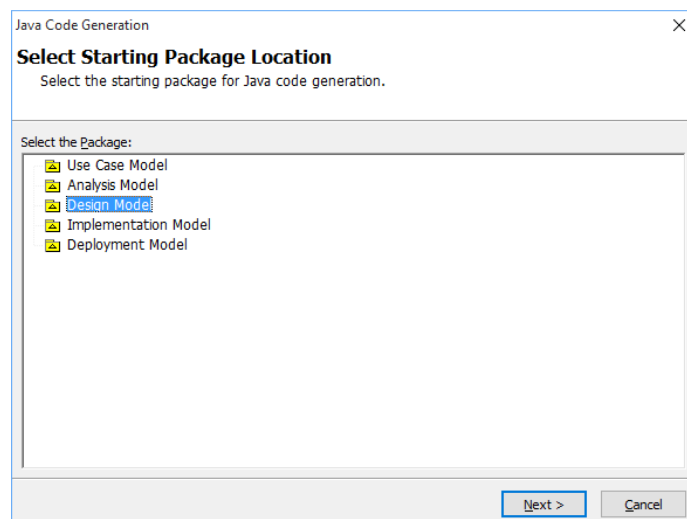 Java Code Generation
Select Starting Package Location
Select the starting package for Java code generation.
Select the Package:
Use Case Model
Analysis Model
Design Model
Implementation Model
Deployment Model
Next >
Cancel